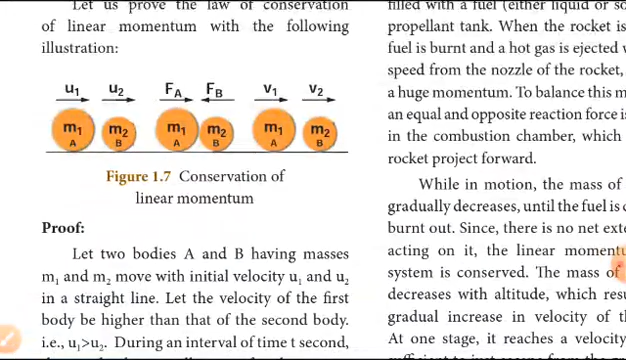 Let us prove the law of conservation
of linear momentum with the following
illustration:
u₁ u₂ F_A F_B v₁ v₂
m₁ m₂ m₁ m₂ m₁ m₂
A B A B A B
Figure 1.7 Conservation of
linear momentum
Proof:
Let two bodies A and B having masses
m₁ and m₂ move with initial velocity u₁ and u₂
in a straight line. Let the velocity of the first
body be higher than that of the second body.
i.e., u₁>u₂. During an interval of time t second,
filled with a fuel (either liquid or
propellant tank. When the rocket is
fuel is burnt and a hot gas is ejected
speed from the nozzle of the rocket,
a huge momentum. To balance this
an equal and opposite reaction force
in the combustion chamber, which
rocket project forward.
While in motion, the mass of
gradually decreases, until the fuel is
burnt out. Since, there is no net
acting on it, the linear
system is conserved. The mass of
decreases with altitude, which
gradual increase in velocity of
At one stage, it reaches a velocity